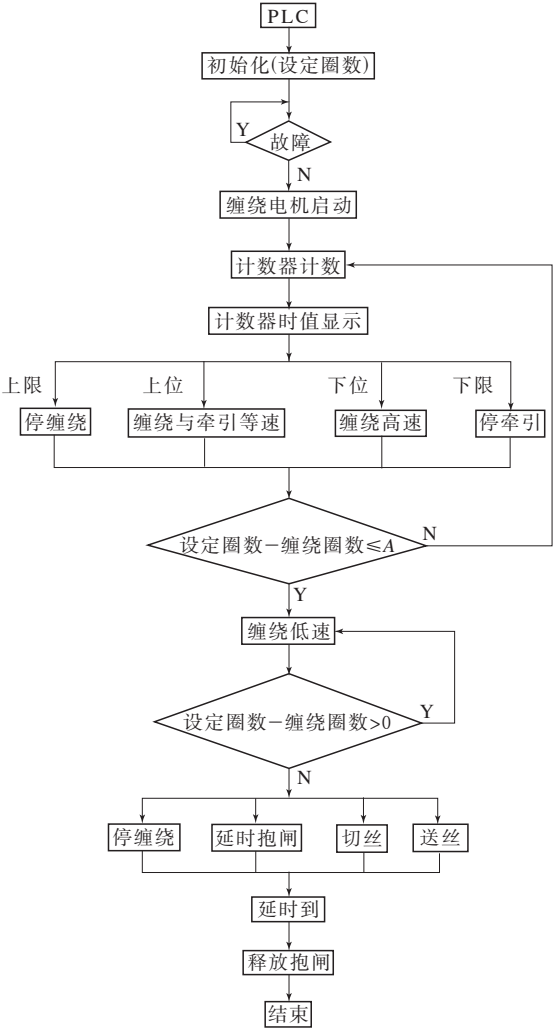 PLC
初始化(设定圈数)
Y
故障
N
缠绕电机启动
计数器计数
计数器时值显示
上限
上位
下位
下限
停缠绕
缠绕与牵引等速
缠绕高速
停牵引
设定圈数－缠绕圈数≤A
N
Y
缠绕低速
设定圈数－缠绕圈数>0
Y
N
停缠绕
延时抱闸
切丝
送丝
延时到
释放抱闸
结束